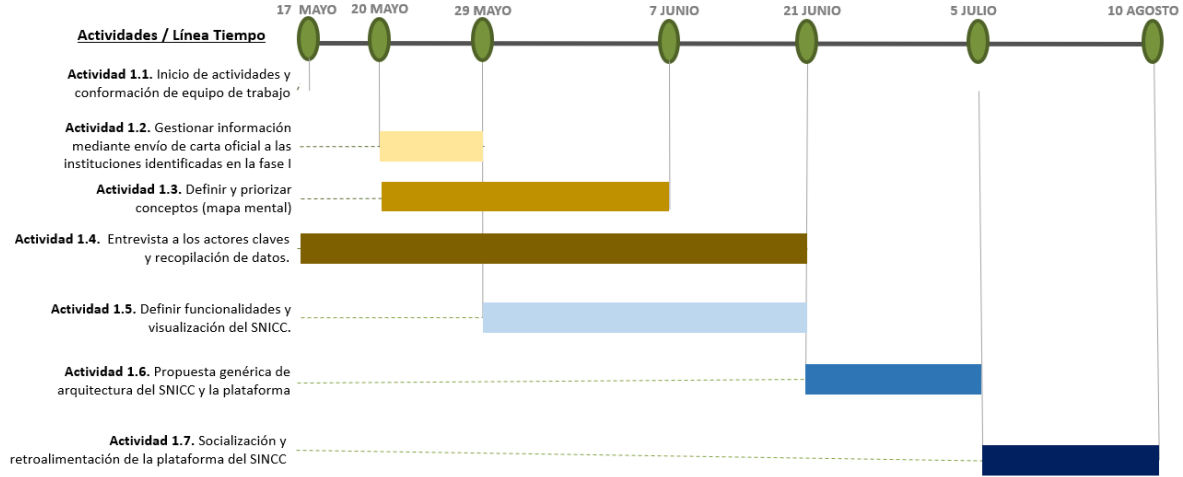 17 MAYO 20 MAYO 29 MAYO 7 JUNIO 21 JUNIO 5 JULIO 10 AGOSTO
Actividades / Línea Tiempo
Actividad 1.1. Inicio de actividades y
conformación de equipo de trabajo
Actividad 1.2. Gestionar información
mediante envío de carta oficial a las
instituciones identificadas en la fase I
Actividad 1.3. Definir y priorizar
conceptos (mapa mental)
Actividad 1.4. Entrevista a los actores claves
y recopilación de datos.
Actividad 1.5. Definir funcionalidades y
visualización del SNICC.
Actividad 1.6. Propuesta genérica de
arquitectura del SNICC y la plataforma
Actividad 1.7. Socialización y
retroalimentación de la plataforma del SINCC